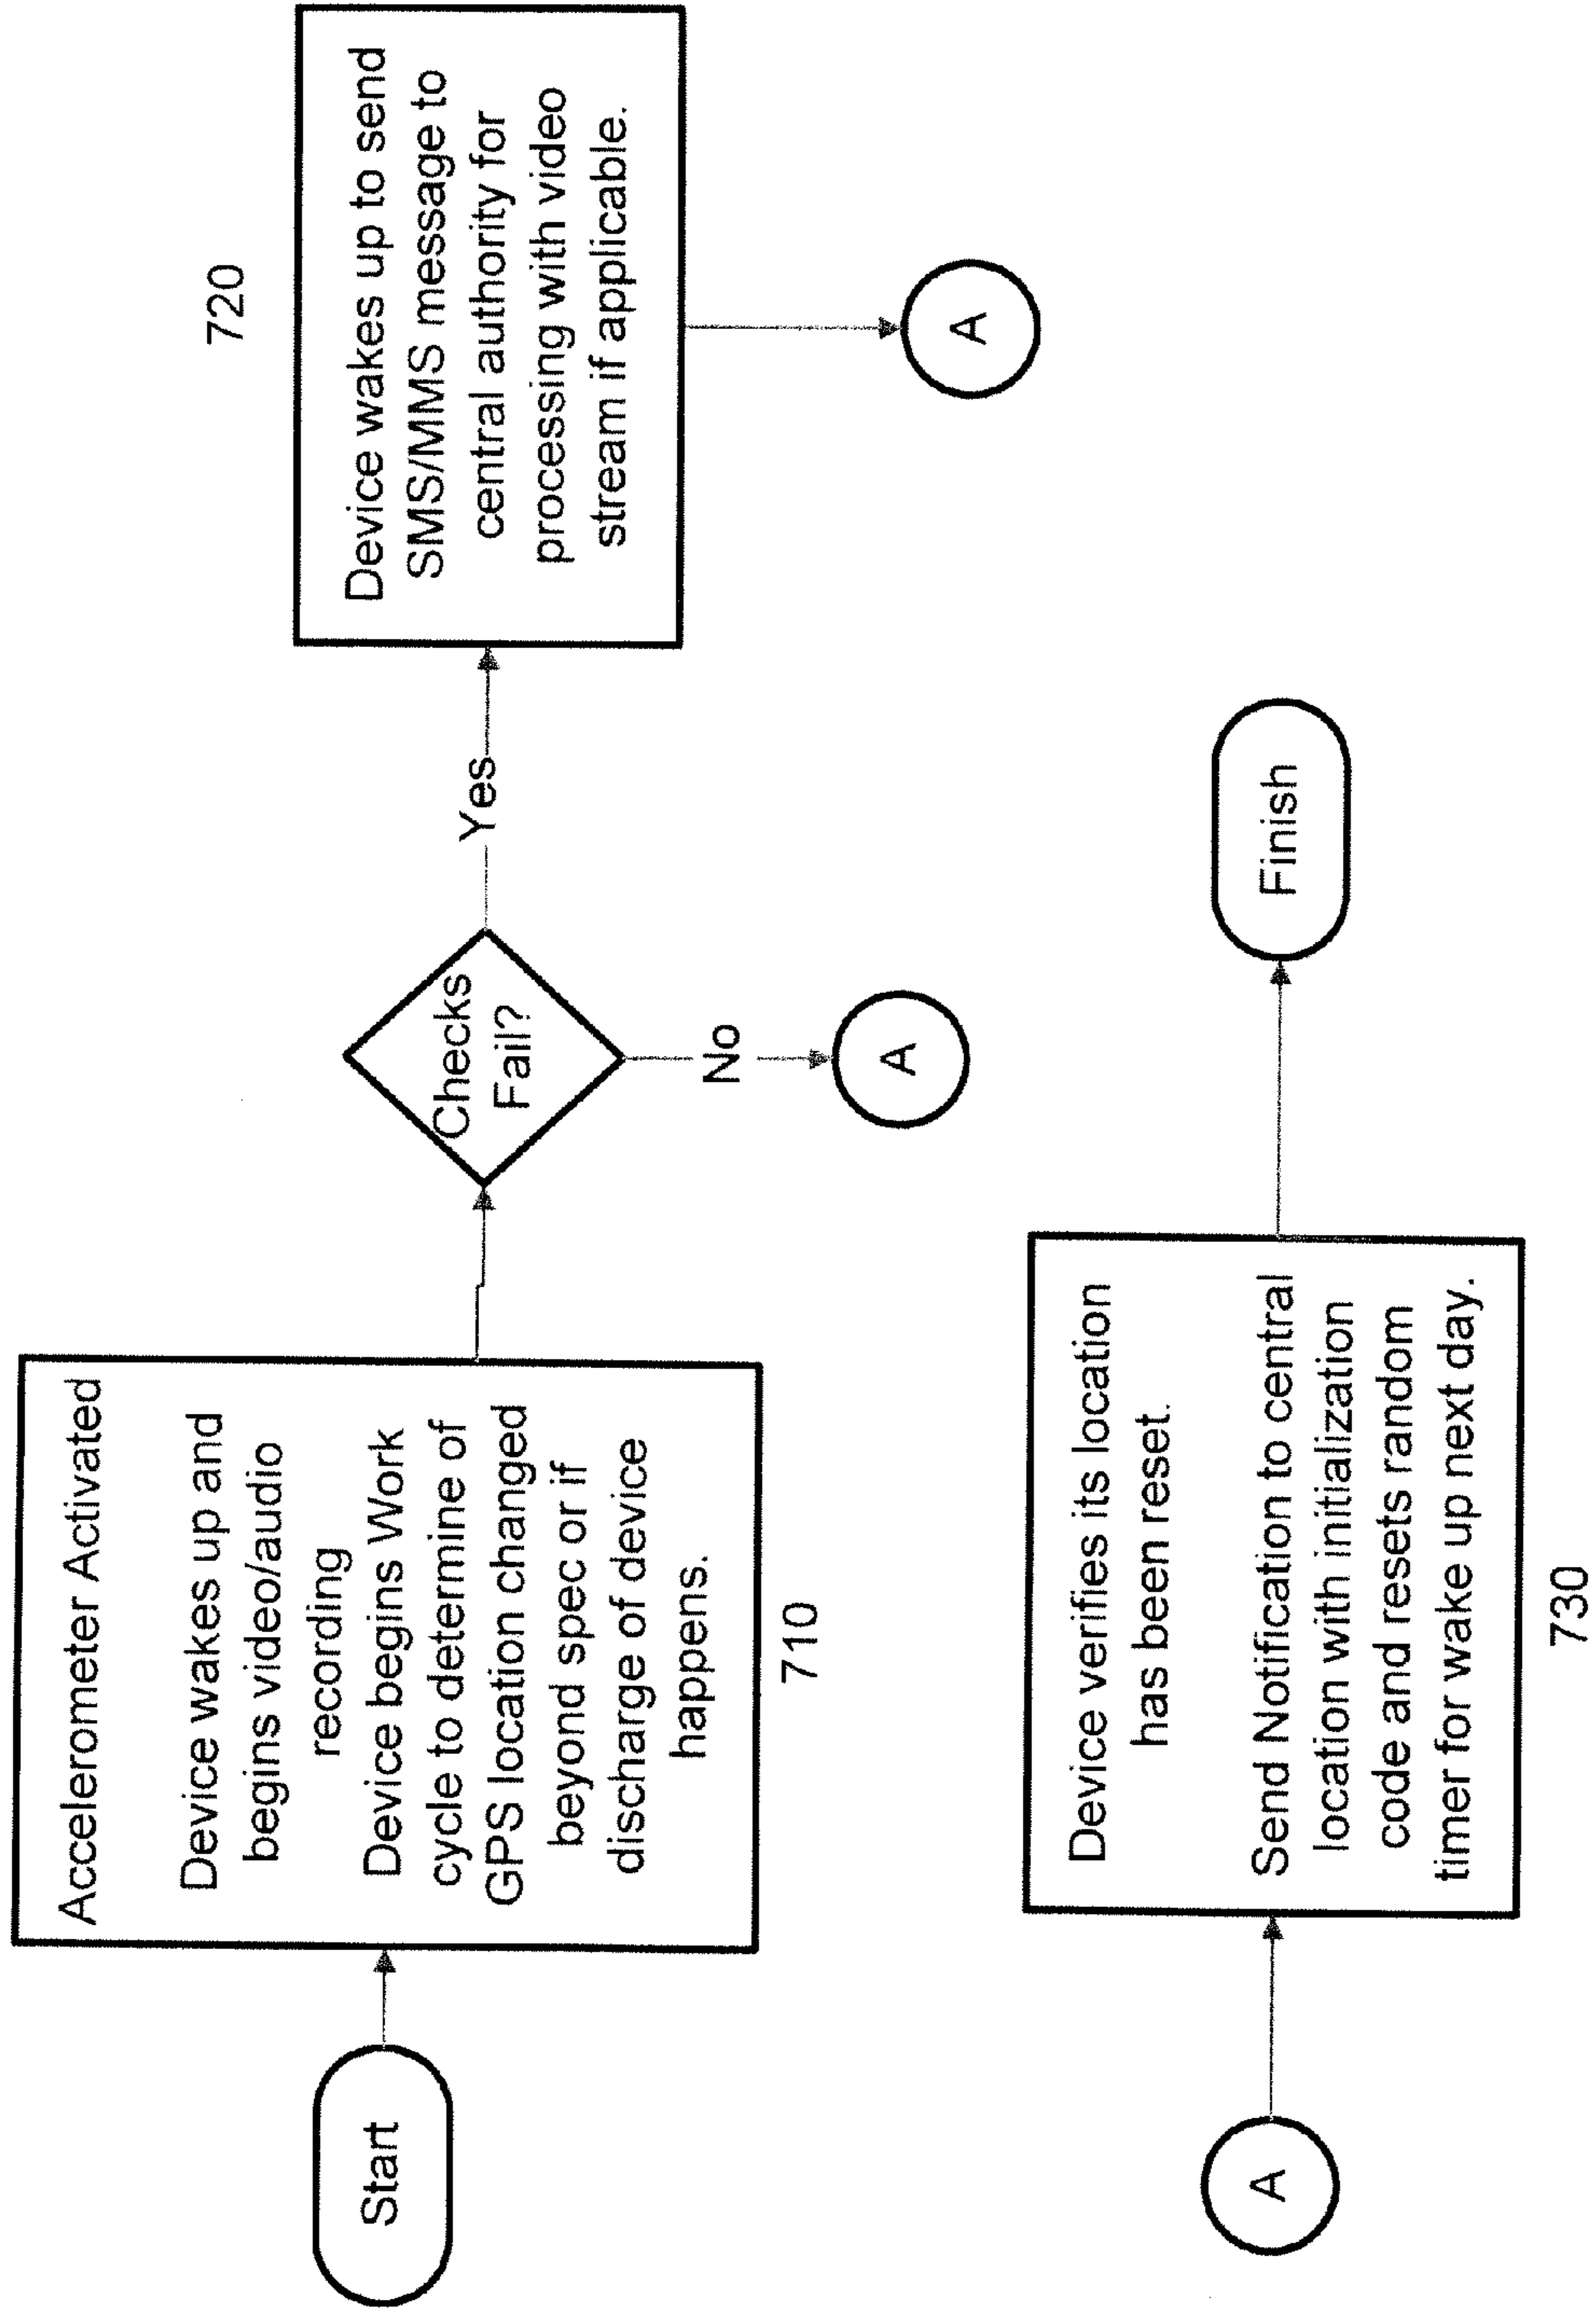 Start
Accelerometer Activated
Device wakes up and
begins video/audio
recording
Device begins Work
cycle to determine of
GPS location changed
beyond spec or if
discharge of device
happens.
710
Checks
Fail?
Yes
No
A
720
Device wakes up to send
SMS/MMS message to
central authority for
processing with video
stream if applicable.
A
A
Device verifies its location
has been reset.
Send Notification to central
location with initialization
code and resets random
timer for wake up next day.
730
Finish